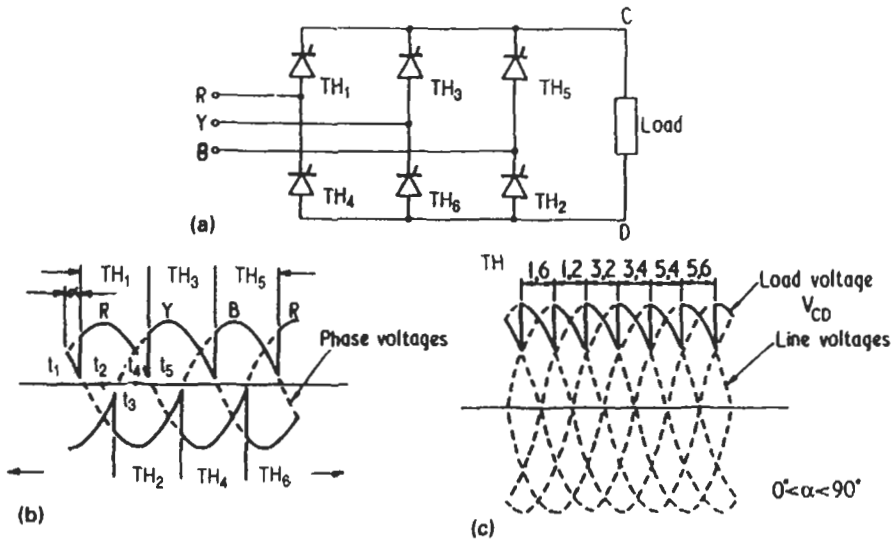 C
TH1 TH3 TH5
R
Y
B
Load
TH4 TH6 TH2
(a)
D
TH1 TH3 TH5
R Y B R
Phase voltages
t1 t2 t4 t5
t3
TH2 TH4 TH6
(b)
TH 1,6 1,2 3,2 3,4 5,4 5,6
Load voltage
VCD
Line voltages
0°<α<90°
(c)